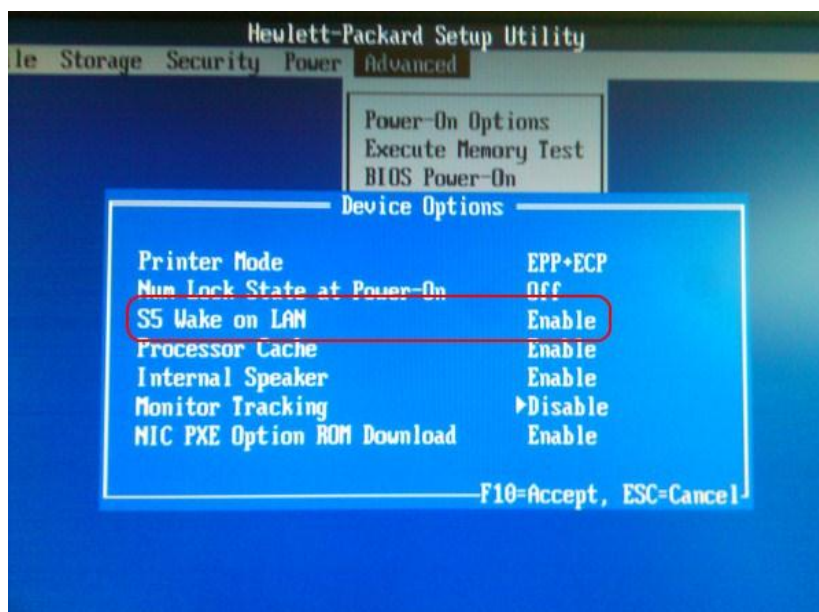 Hewlett-Packard Setup Utility
le Storage Security Power Advanced
Power-On Options
Execute Memory Test
BIOS Power-On
Device Options
Printer Mode EPP+ECP
Num Lock State at Power-On Off
S5 Wake on LAN Enable
Processor Cache Enable
Internal Speaker Enable
Monitor Tracking ▶Disable
NIC PXE Option ROM Download Enable
F10=Accept, ESC=Cancel